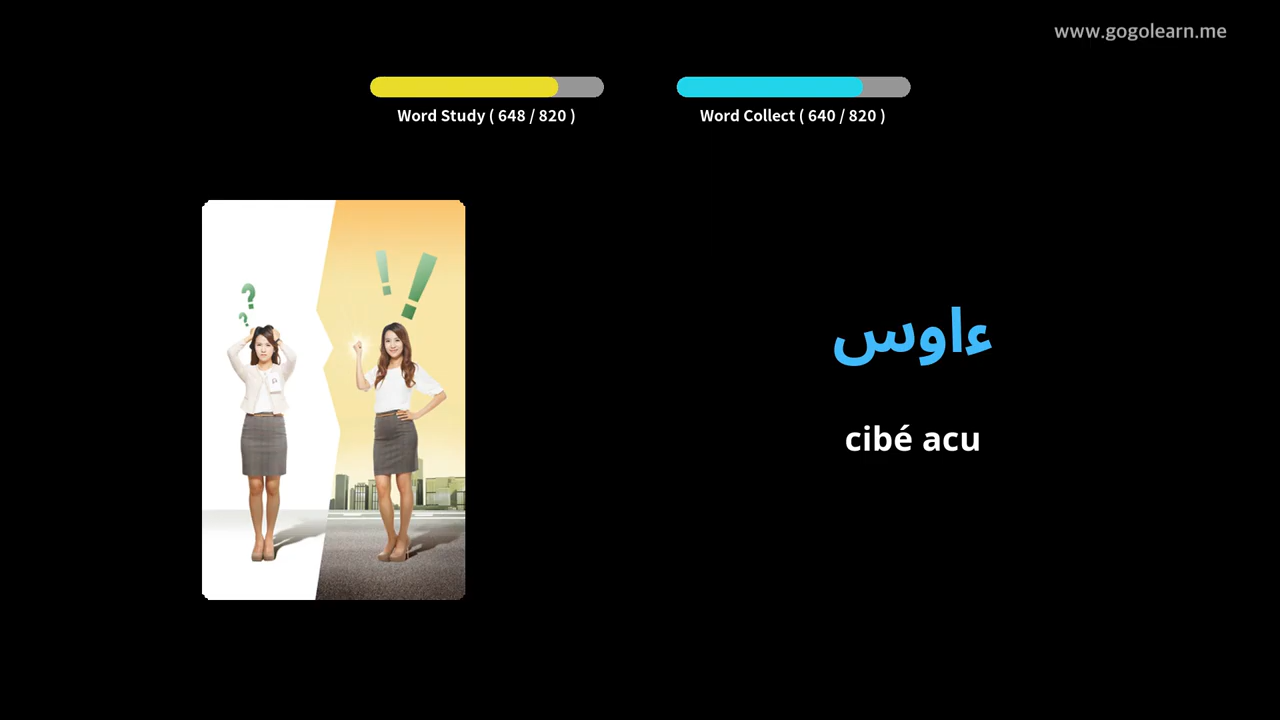 www.gogolearn.me
Word Study ( 648 / 820 )
Word Collect ( 640 / 820 )
ءاوس
cibé acu